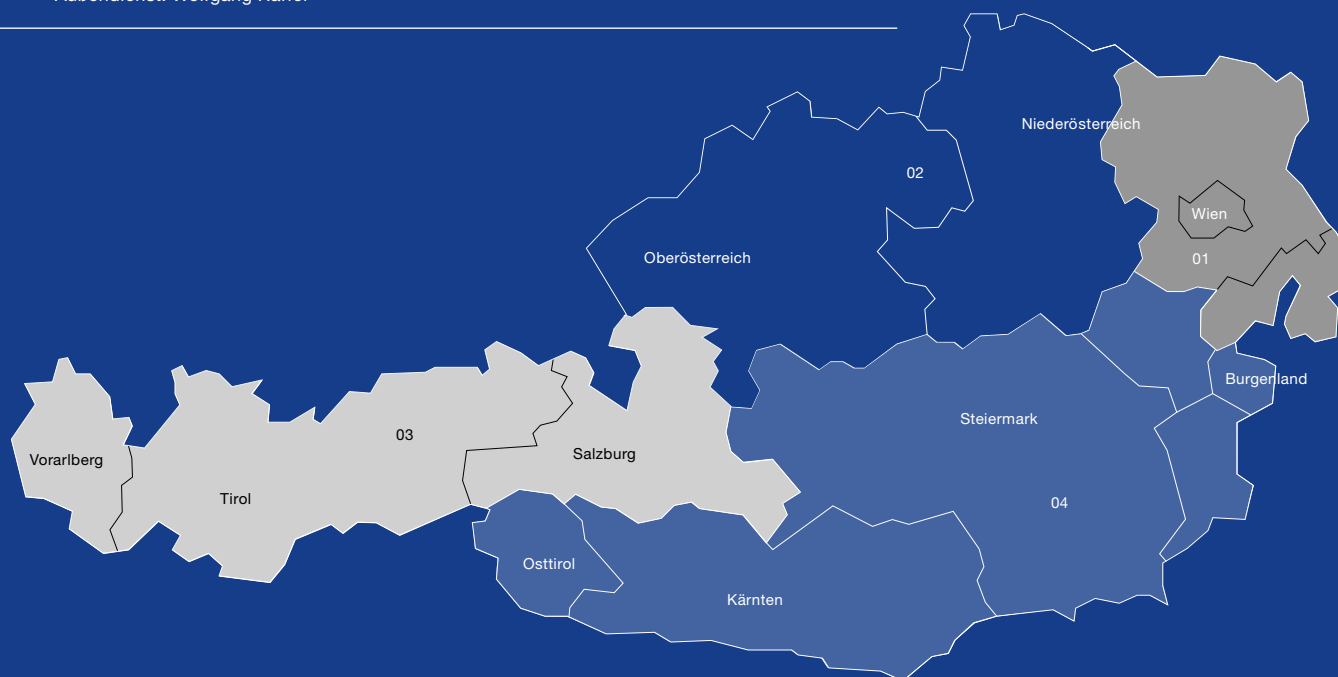 Niederösterreich
02
Wien
Oberösterreich
01
Burgenland
Steiermark
03
Salzburg
Vorarlberg
Tirol
04
Osttirol
Kärnten